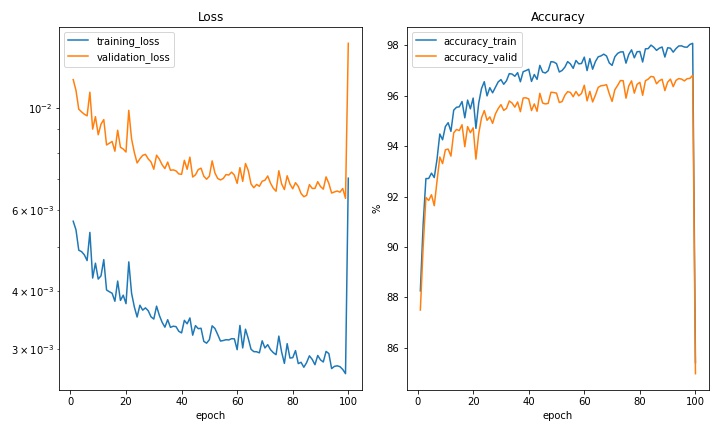 Loss
training_loss
validation_loss
10⁻²
6 × 10⁻³
4 × 10⁻³
3 × 10⁻³
0
20
40
60
80
100
epoch
Accuracy
accuracy_train
accuracy_valid
98
96
94
92
90
88
86
%
0
20
40
60
80
100
epoch